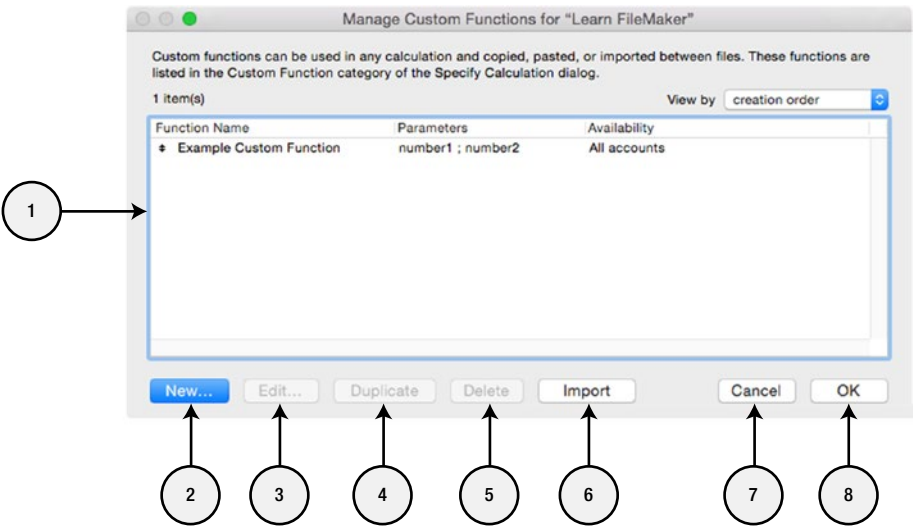 Manage Custom Functions for “Learn FileMaker”
Custom functions can be used in any calculation and copied, pasted, or imported between files. These functions are
listed in the Custom Function category of the Specify Calculation dialog.
1 item(s) View by creation order
Function Name Parameters Availability
Example Custom Function number1 ; number2 All accounts
1
New... Edit... Duplicate Delete Import Cancel OK
2 3 4 5 6 7 8